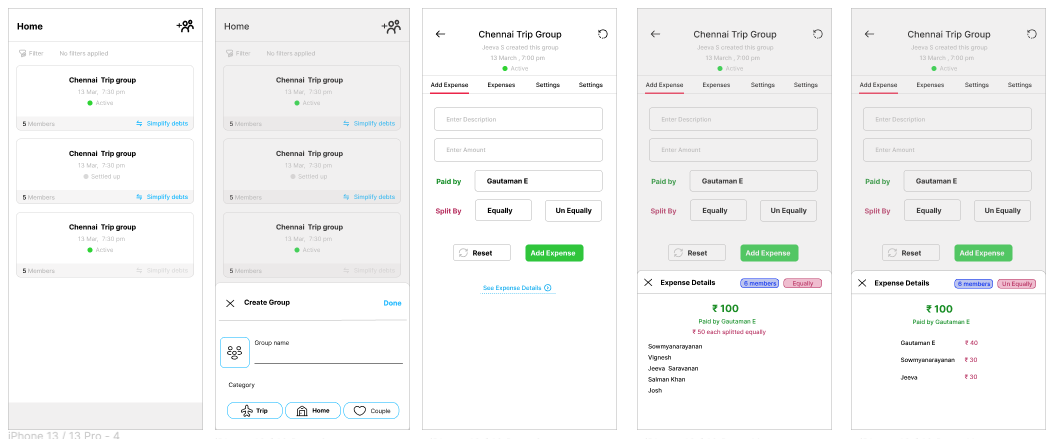 Home
Filter No filters applied
Chennai Trip group
13 Mar, 7:30 pm
Active
5 Members Simplify debts
Chennai Trip group
13 Mar, 7:30 pm
Settled up
5 Members Simplify debts
Chennai Trip group
13 Mar, 7:30 pm
Active
5 Members Simplify debts
iPhone 13 / 13 Pro - 4
Home
Filter No filters applied
Chennai Trip group
13 Mar, 7:30 pm
Active
5 Members Simplify debts
Chennai Trip group
13 Mar, 7:30 pm
Settled up
5 Members Simplify debts
Chennai Trip group
13 Mar, 7:30 pm
Active
5 Members Simplify debts
Create Group Done
Group name
Category
Trip Home Couple
Chennai Trip Group
Jeeva S created this group
13 March , 7:00 pm
Active
Add Expense Expenses Settings Settings
Enter Description
Enter Amount
Paid by Gautaman E
Split By Equally Un Equally
Reset Add Expense
See Expense Details
Chennai Trip Group
Jeeva S created this group
13 March , 7:00 pm
Active
Add Expense Expenses Settings Settings
Enter Description
Enter Amount
Paid by Gautaman E
Split By Equally Un Equally
Reset Add Expense
Expense Details 6 members Equally
₹ 100
Paid by Gautaman E
₹ 50 each splitted equally
Sowmyanarayanan
Vignesh
Jeeva Saravanan
Salman Khan
Josh
Chennai Trip Group
Jeeva S created this group
13 March , 7:00 pm
Active
Add Expense Expenses Settings Settings
Enter Description
Enter Amount
Paid by Gautaman E
Split By Equally Un Equally
Reset Add Expense
Expense Details 6 members Un Equally
₹ 100
Paid by Gautaman E
Gautaman E ₹ 40
Sowmyanarayanan ₹ 30
Jeeva ₹ 30